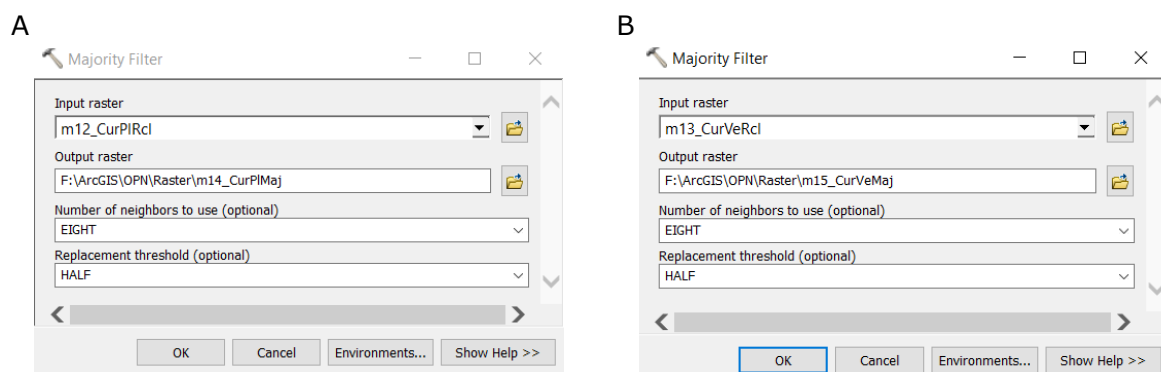 A
Majority Filter
Input raster
m12_CurPlRcl
Output raster
F:\ArcGIS\OPN\Raster\m14_CurPlMaj
Number of neighbors to use (optional)
EIGHT
Replacement threshold (optional)
HALF
OK Cancel Environments... Show Help >>
B
Majority Filter
Input raster
m13_CurVeRcl
Output raster
F:\ArcGIS\OPN\Raster\m15_CurVeMaj
Number of neighbors to use (optional)
EIGHT
Replacement threshold (optional)
HALF
OK Cancel Environments... Show Help >>